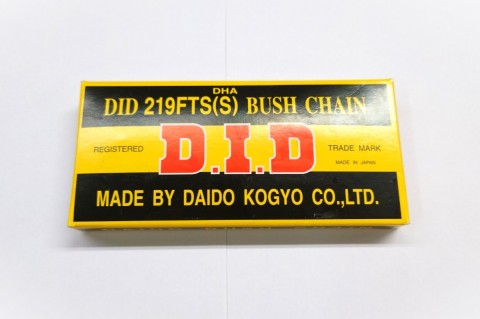 DHA
DID 219FTS(S) BUSH CHAIN
REGISTERED D.I.D TRADE MARK
MADE IN JAPAN
MADE BY DAIDO KOGYO CO.,LTD.